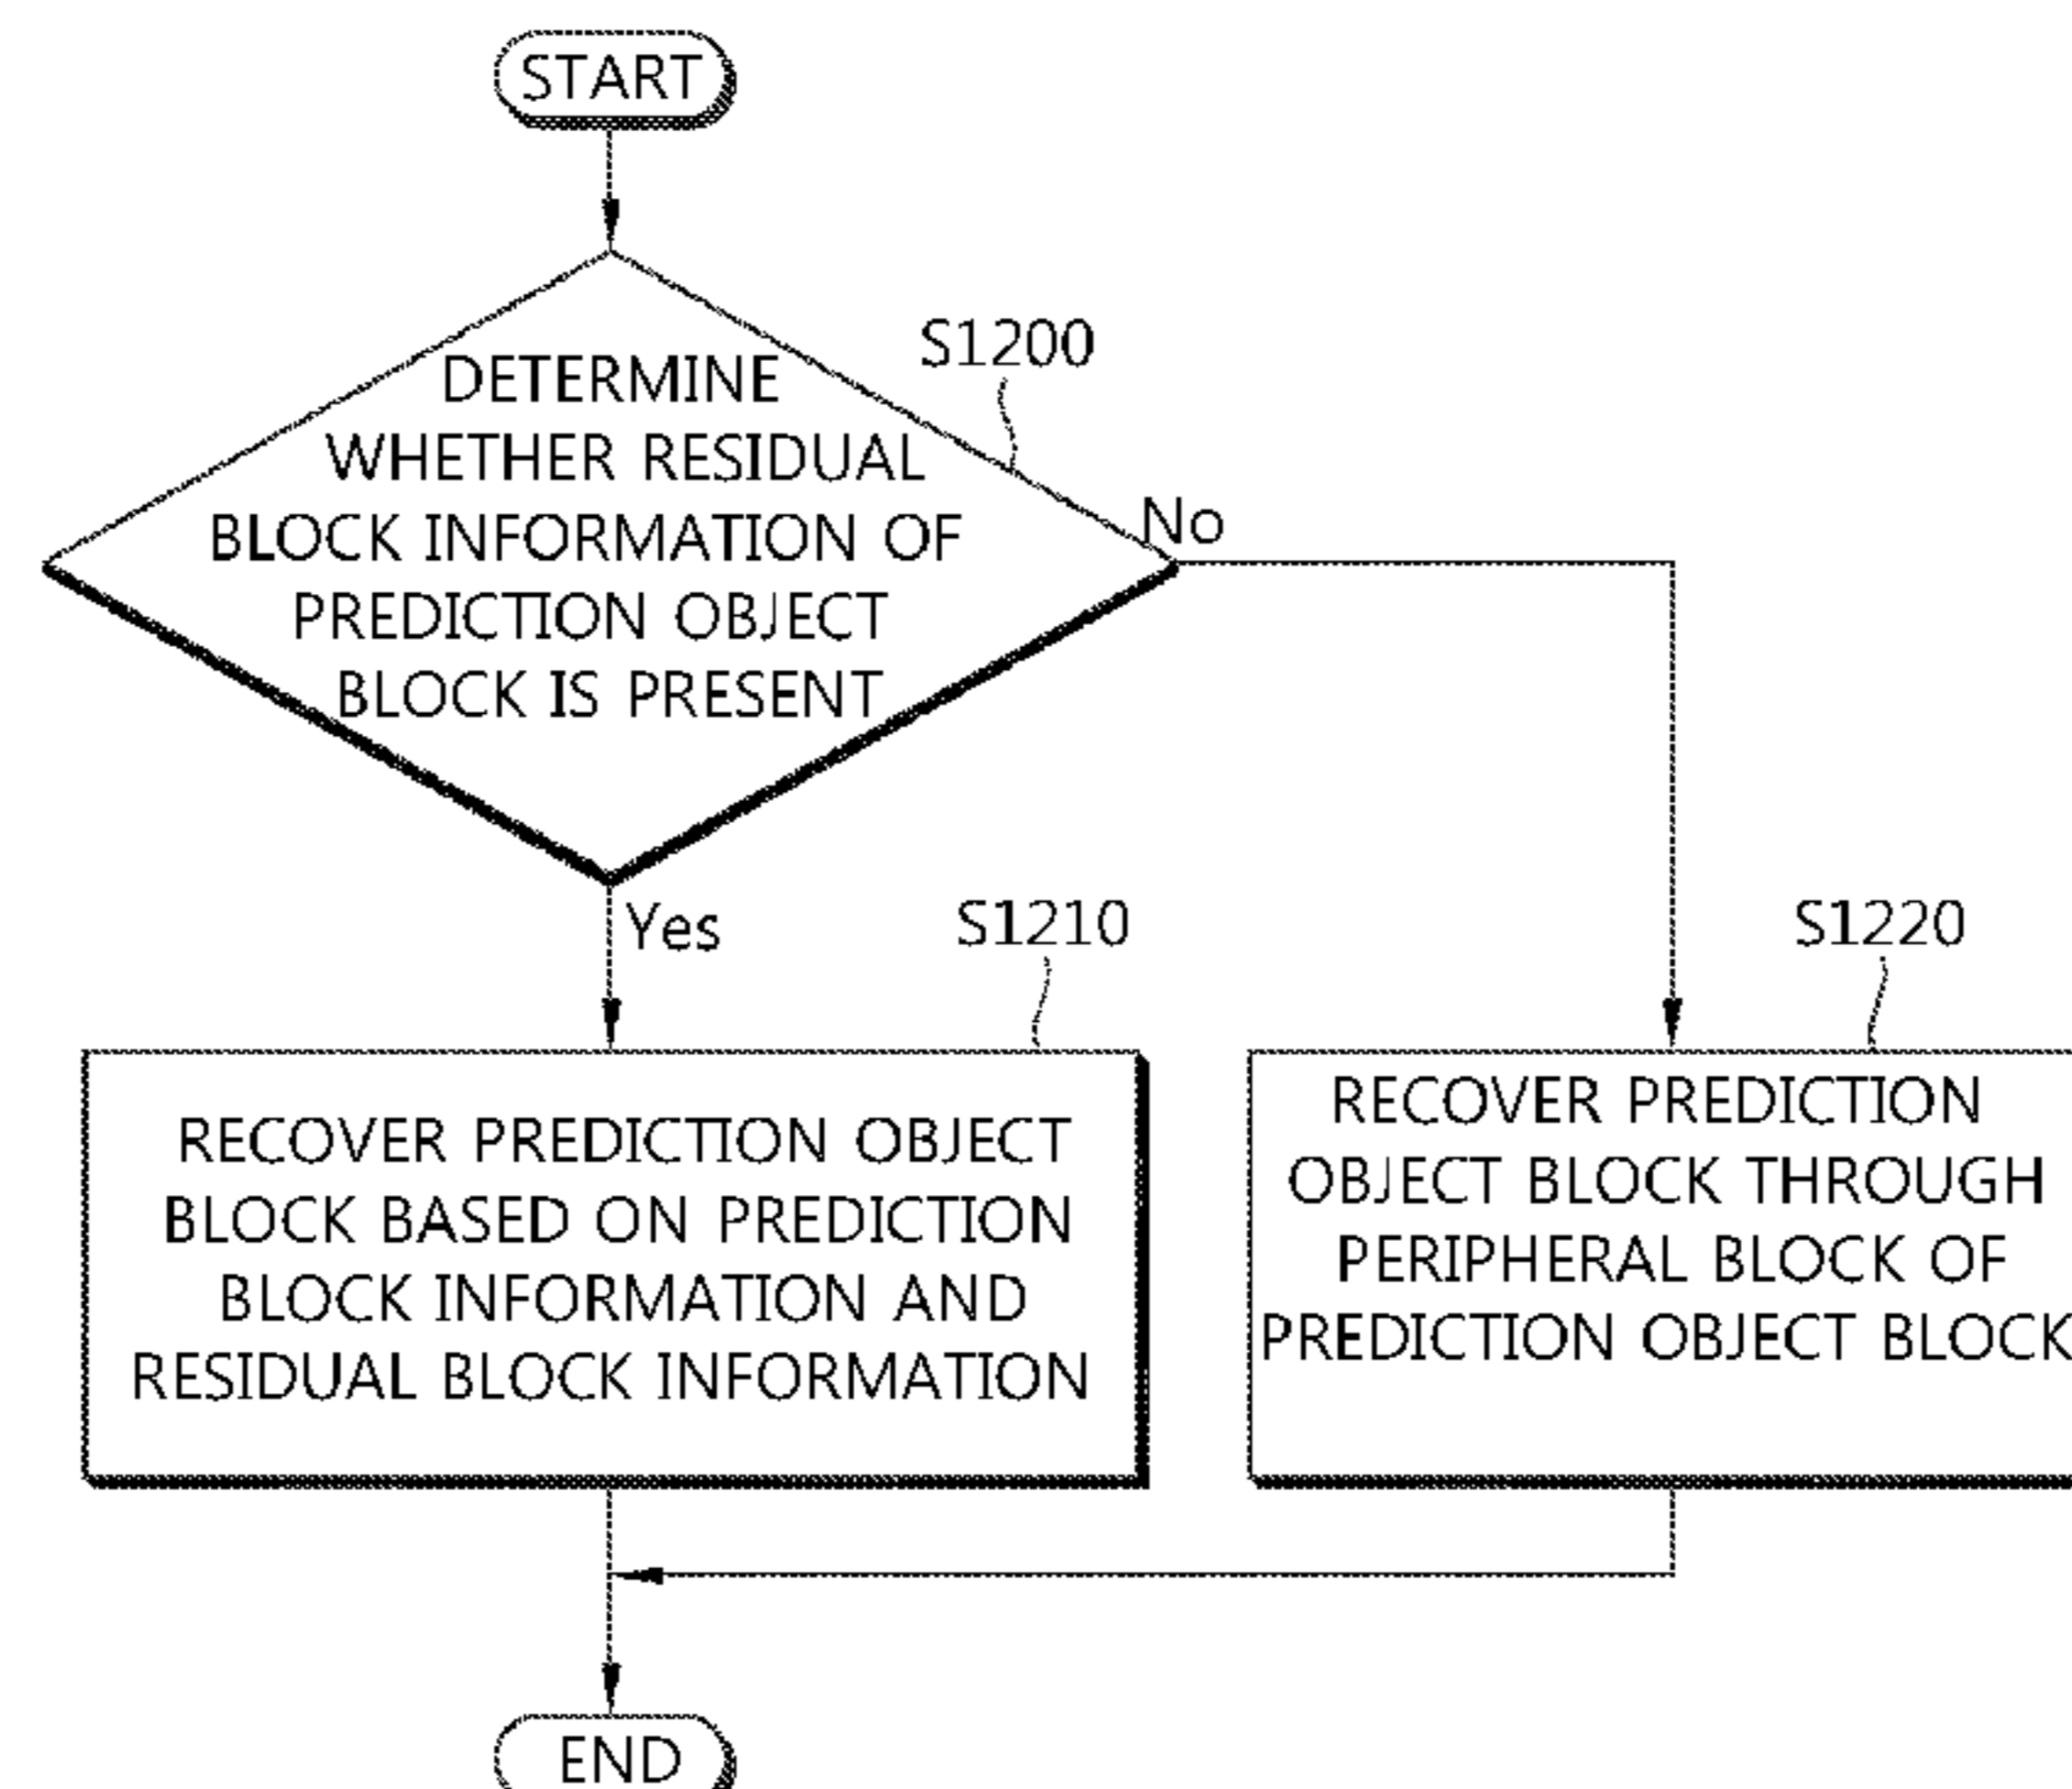 START
S1200
DETERMINE
WHETHER RESIDUAL
BLOCK INFORMATION OF
PREDICTION OBJECT
BLOCK IS PRESENT
No
Yes
S1210
RECOVER PREDICTION OBJECT
BLOCK BASED ON PREDICTION
BLOCK INFORMATION AND
RESIDUAL BLOCK INFORMATION
S1220
RECOVER PREDICTION
OBJECT BLOCK THROUGH
PERIPHERAL BLOCK OF
PREDICTION OBJECT BLOCK
END